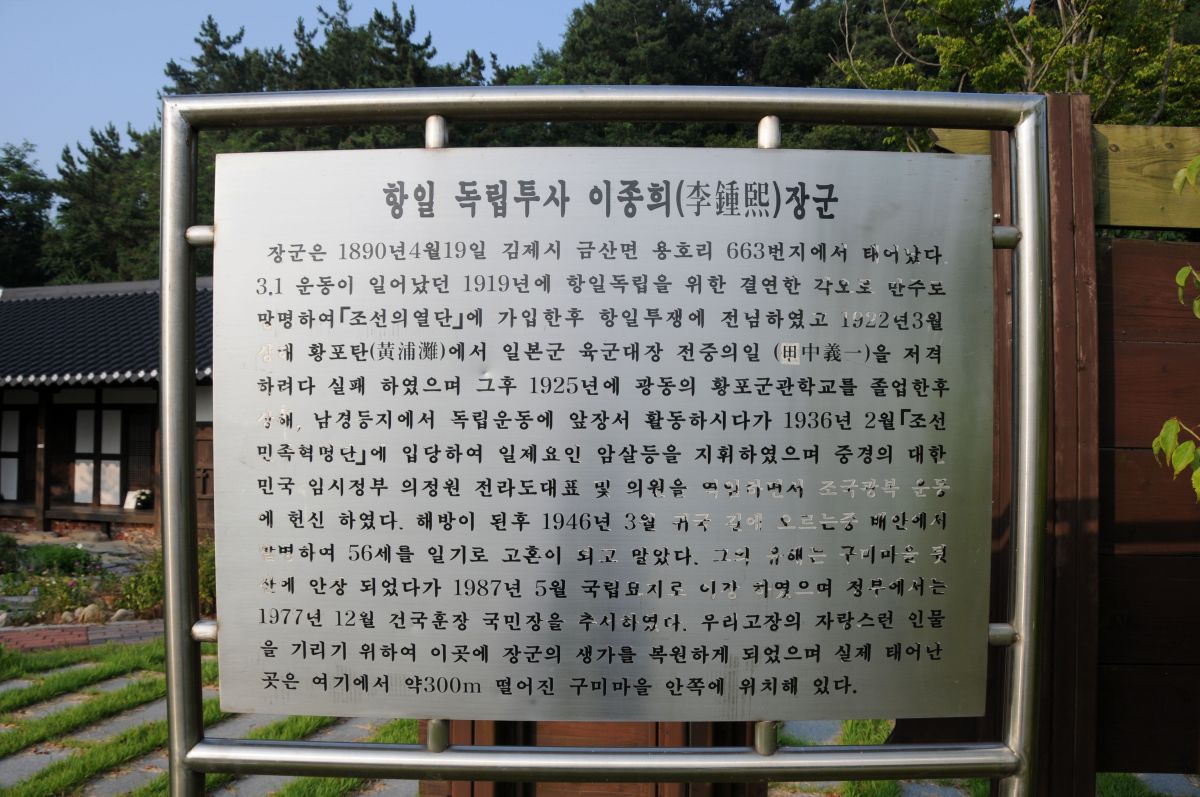 항일 독립투사 이종희(李鍾熙)장군
장군은 1890년4월19일 김제시 금산면 용호리 663번지에서 태어났다.
3.1 운동이 일어났던 1919년에 항일독립을 위한 결연한 각오로 만주로
망명하여「조선의열단」에 가입한후 항일투쟁에 전념하였고 1922년3월
상해 황포탄(黃浦灘)에서 일본군 육군대장 전중의일 (田中義一)을 저격
하려다 실패 하였으며 그후 1925년에 광동의 황포군관학교를 졸업한후
상해, 남경등지에서 독립운동에 앞장서 활동하시다가 1936년 2월「조선
민족혁명단」에 입당하여 일제요인 암살등을 지휘하였으며 중경의 대한
민국 임시정부 의정원 전라도대표 및 의원을 역임하면서 조국광복 운동
에 헌신 하였다. 해방이 된후 1946년 3월 귀국 길에 오르는중 배안에서
발병하여 56세를 일기로 고혼이 되고 말았다. 그의 유해는 구미마을 뒷
산에 안장 되었다가 1987년 5월 국립묘지로 이장 하였으며 정부에서는
1977년 12월 건국훈장 국민장을 추서하였다. 우리고장의 자랑스런 인물
을 기리기 위하여 이곳에 장군의 생가를 복원하게 되었으며 실제 태어난
곳은 여기에서 약300m 떨어진 구미마을 안쪽에 위치해 있다.